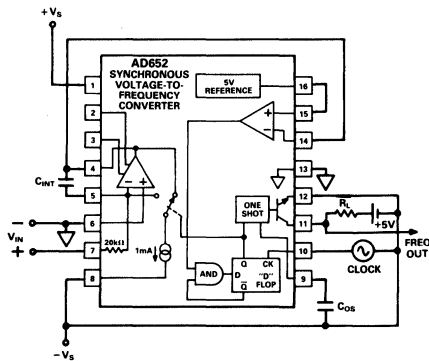 +VS
AD652
SYNCHRONOUS
VOLTAGE-TO-
FREQUENCY
CONVERTER
5V
REFERENCE
1
2
3
4
5
6
7
8
16
15
14
13
12
11
10
9
+
−
−
+
CINT
−
VIN
+
20kΩ
1mA
AND
ONE
SHOT
Q
CK
D
"D"
Q̅
FLOP
RL
+5V
FREQ
OUT
CLOCK
COS
−VS